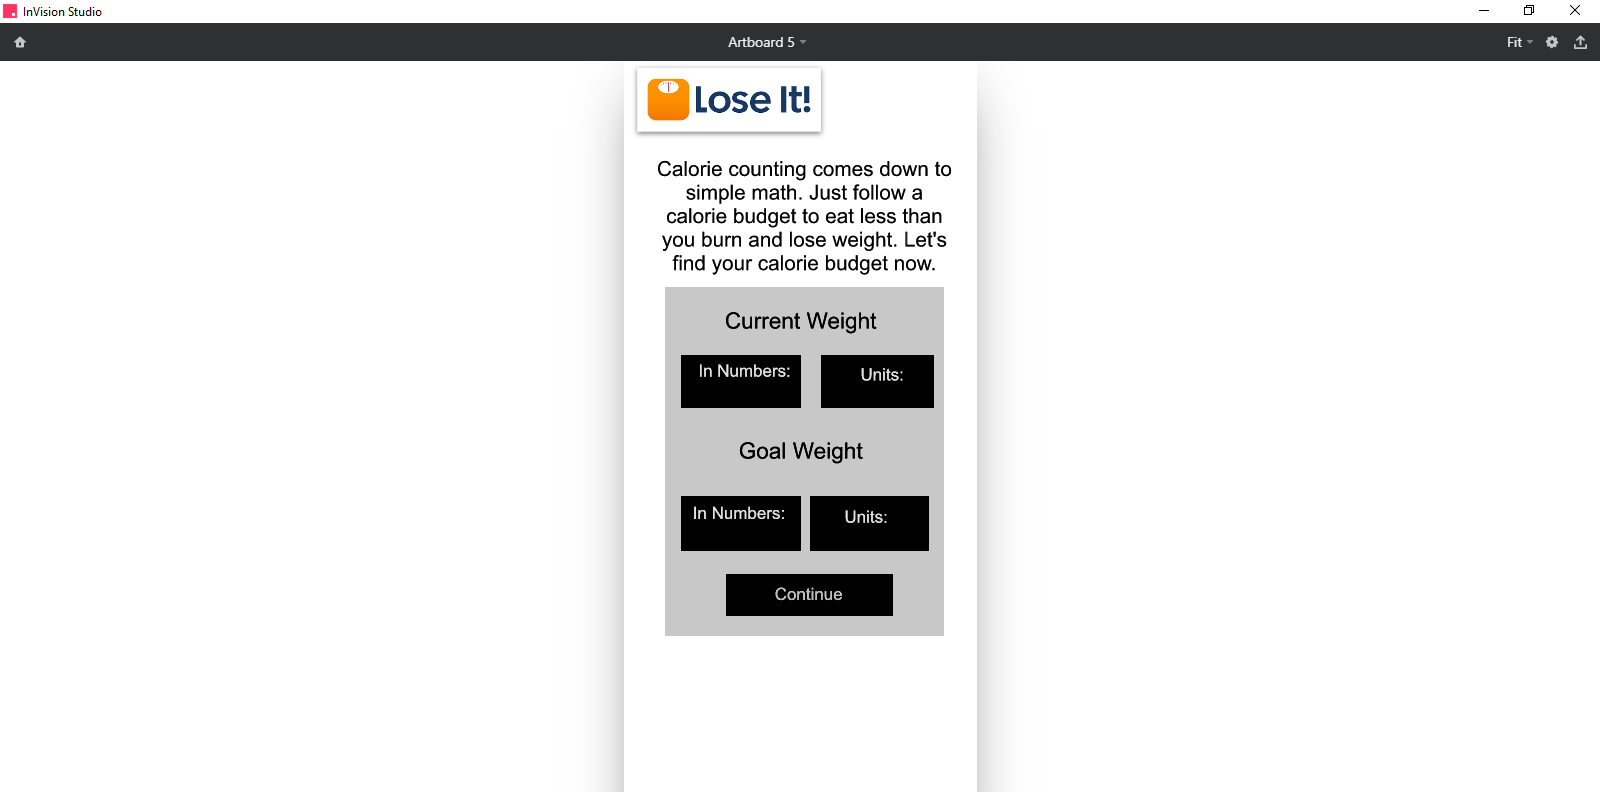 InVision Studio
Artboard 5
Fit
Lose It!
Calorie counting comes down to
simple math. Just follow a
calorie budget to eat less than
you burn and lose weight. Let's
find your calorie budget now.
Current Weight
In Numbers:
Units:
Goal Weight
In Numbers:
Units:
Continue